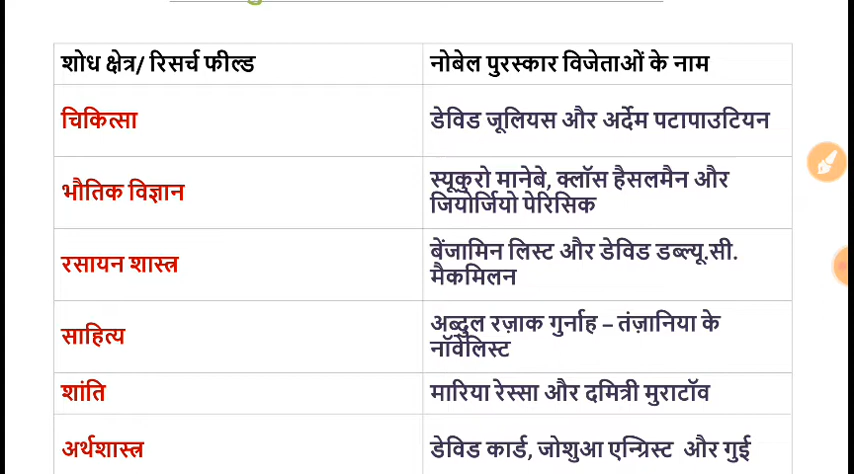 शोध क्षेत्र/ रिसर्च फील्ड
नोबेल पुरस्कार विजेताओं के नाम
चिकित्सा
डेविड जूलियस और अर्देम पटापाउटियन
भौतिक विज्ञान
स्यूकुरो मानेबे, क्लॉस हैसलमैन और
जियोर्जियो पेरिसिक
रसायन शास्त्र
बेंजामिन लिस्ट और डेविड डब्ल्यू.सी.
मैकमिलन
साहित्य
अब्दुल रज़ाक गुर्नाह – तंज़ानिया के
नॉवेलिस्ट
शांति
मारिया रेस्सा और दमित्री मुराटॉव
अर्थशास्त्र
डेविड कार्ड, जोशुआ एन्ग्रिस्ट और गुई